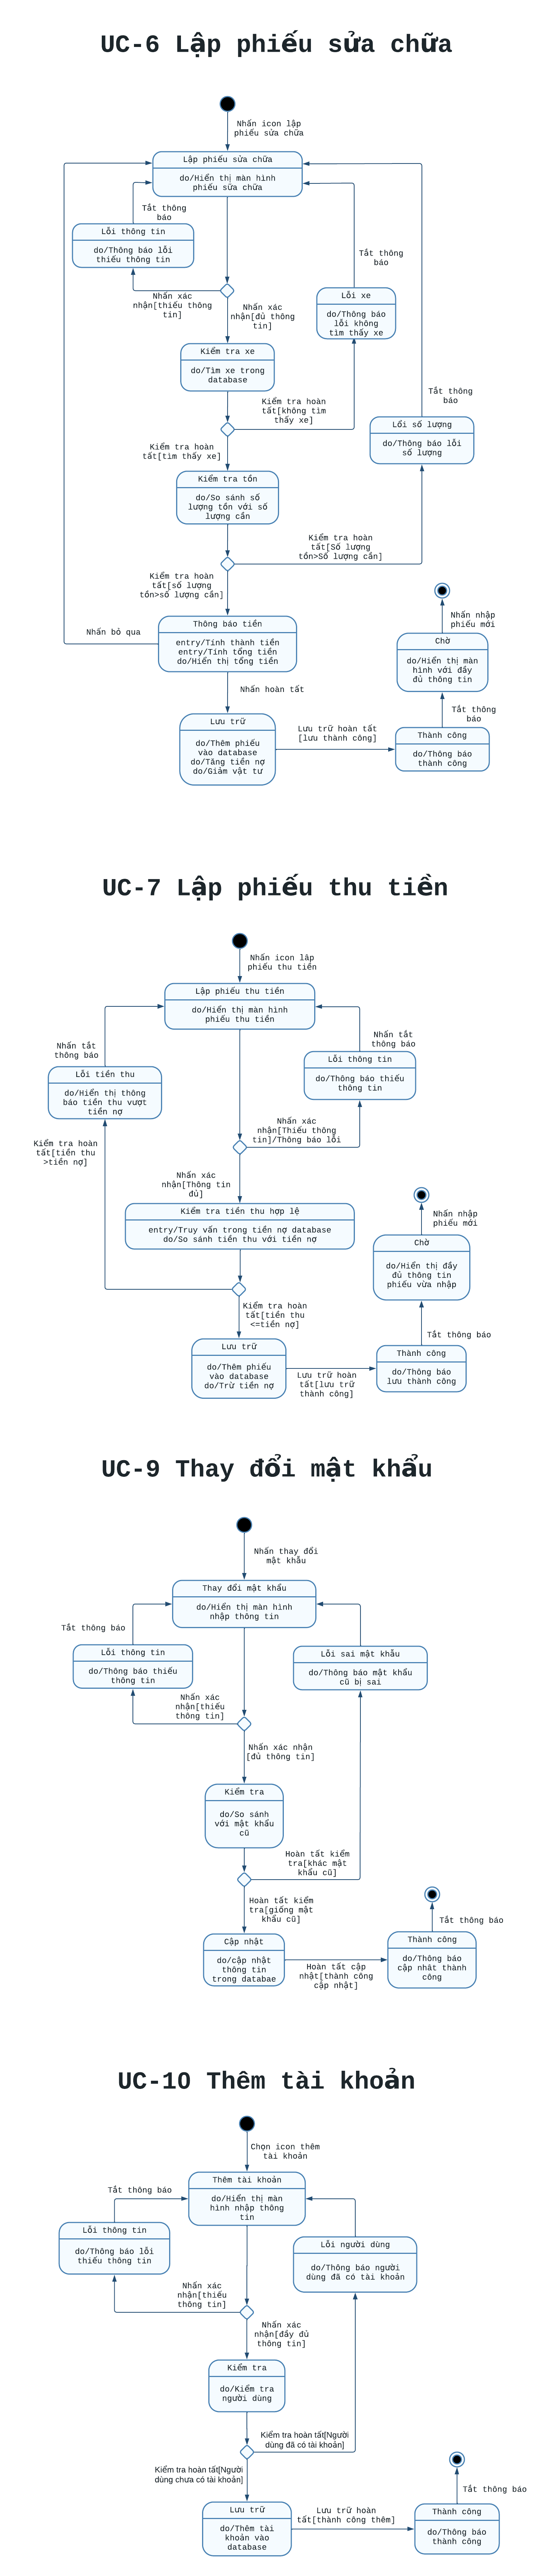 UC-6 Lập phiếu sửa chữa
Nhấn icon lập
phiếu sửa chữa
Lập phiếu sửa chữa
do/Hiển thị màn hình
phiếu sửa chữa
Tắt thông
báo
Lỗi thông tin
do/Thông báo lỗi
thiếu thông tin
Tắt thông
báo
Nhấn xác
nhận[thiếu thông
tin]
Nhấn xác
nhận[đủ thông
tin]
Lỗi xe
do/Thông báo
lỗi không
tìm thấy xe
Kiểm tra xe
do/Tìm xe trong
database
Tắt thông
báo
Kiểm tra hoàn
tất[không tìm
thấy xe]
Lỗi số lượng
do/Thông báo lỗi
số lượng
Kiểm tra hoàn
tất[tìm thấy xe]
Kiểm tra tồn
do/So sánh số
lượng tồn với số
lượng cần
Kiểm tra hoàn
tất[Số lượng
tồn>Số lượng cần]
Kiểm tra hoàn
tất[số lượng
tồn>số lượng cần]
Nhấn bỏ qua
Thông báo tiền
entry/Tính thành tiền
entry/Tính tổng tiền
do/Hiển thị tổng tiền
Nhấn nhập
phiếu mới
Chờ
do/Hiển thị màn
hình với đầy
đủ thông tin
Nhấn hoàn tất
Tắt thông
báo
Lưu trữ
do/Thêm phiếu
vào database
do/Tăng tiền nợ
do/Giảm vật tư
Lưu trữ hoàn tất
[lưu thành công]
Thành công
do/Thông báo
thành công
UC-7 Lập phiếu thu tiền
Nhấn icon lâp
phiếu thu tiền
Lập phiếu thu tiền
do/Hiển thị màn hình
phiếu thu tiền
Nhấn tắt
thông báo
Nhấn tắt
thông báo
Lỗi thông tin
do/Thông báo thiếu
thông tin
Lỗi tiền thu
do/Hiển thị thông
báo tiền thu vượt
tiền nợ
Nhấn xác
nhận[Thiếu thông
tin]/Thông báo lỗi
Kiểm tra hoàn
tất[tiền thu
>tiền nợ]
Nhấn xác
nhận[Thông tin
đủ]
Kiểm tra tiền thu hợp lệ
entry/Truy vấn trong tiền nợ database
do/So sánh tiền thu với tiền nợ
Nhấn nhập
phiếu mới
Chờ
do/Hiển thị đầy
đủ thông tin
phiếu vừa nhập
Kiểm tra hoàn
tất[tiền thu
<=tiền nợ]
Tắt thông báo
Lưu trữ
do/Thêm phiếu
vào database
do/Trừ tiền nợ
Lưu trữ hoàn
tất[lưu trữ
thành công]
Thành công
do/Thông báo
lưu thành công
UC-9 Thay đổi mật khẩu
Nhấn thay đổi
mật khẩu
Thay đổi mật khẩu
do/Hiển thị màn hình
nhập thông tin
Tắt thông báo
Lỗi thông tin
do/Thông báo thiếu
thông tin
Lỗi sai mật khẩu
do/Thông báo mật khẩu
cũ bị sai
Nhấn xác
nhận[thiếu
thông tin]
Nhấn xác nhận
[đủ thông tin]
Kiểm tra
do/So sánh
với mật khẩu
cũ
Hoàn tất kiểm
tra[khác mật
khẩu cũ]
Hoàn tất kiểm
tra[giống mật
khẩu cũ]
Tắt thông báo
Cập nhật
do/cập nhật
thông tin
trong databae
Hoàn tất cập
nhật[thành công
cập nhật]
Thành công
do/Thông báo
cập nhât thành
công
UC-10 Thêm tài khoản
Chọn icon thêm
tài khoản
Thêm tài khoản
do/Hiển thị màn
hình nhập thông
tin
Tắt thông báo
Lỗi thông tin
do/Thông báo lỗi
thiếu thông tin
Lỗi người dùng
do/Thông báo người
dùng đã có tài khoản
Nhấn xác
nhận[thiếu
thông tin]
Nhấn xác
nhận[đầy đủ
thông tin]
Kiểm tra
do/Kiểm tra
người dùng
Kiểm tra hoàn tất[Người
dùng đã có tài khoản]
Kiểm tra hoàn tất[Người
dùng chưa có tài khoản]
Tắt thông báo
Lưu trữ
do/Thêm tài
khoản vào
database
Lưu trữ hoàn
tất[thành công thêm]
Thành công
do/Thông báo
thành công